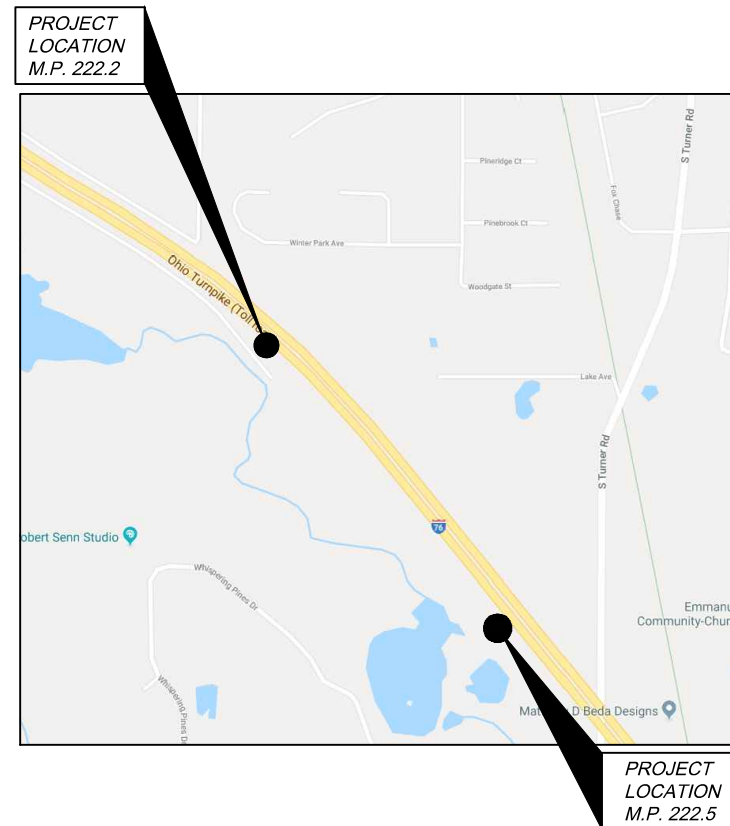 PROJECT
LOCATION
M.P. 222.2
S Turner Rd
Pineridge Ct
Fox Chase
Pinebrook Ct
Winter Park Ave
Ohio Turnpike (Toll
Woodgate St
Lake Ave
S Turner Rd
76
obert Senn Studio
Whispering Pines Dr
Emmanu
Community-Chur
Whispering Pines Dr
D Beda Designs
PROJECT
LOCATION
M.P. 222.5